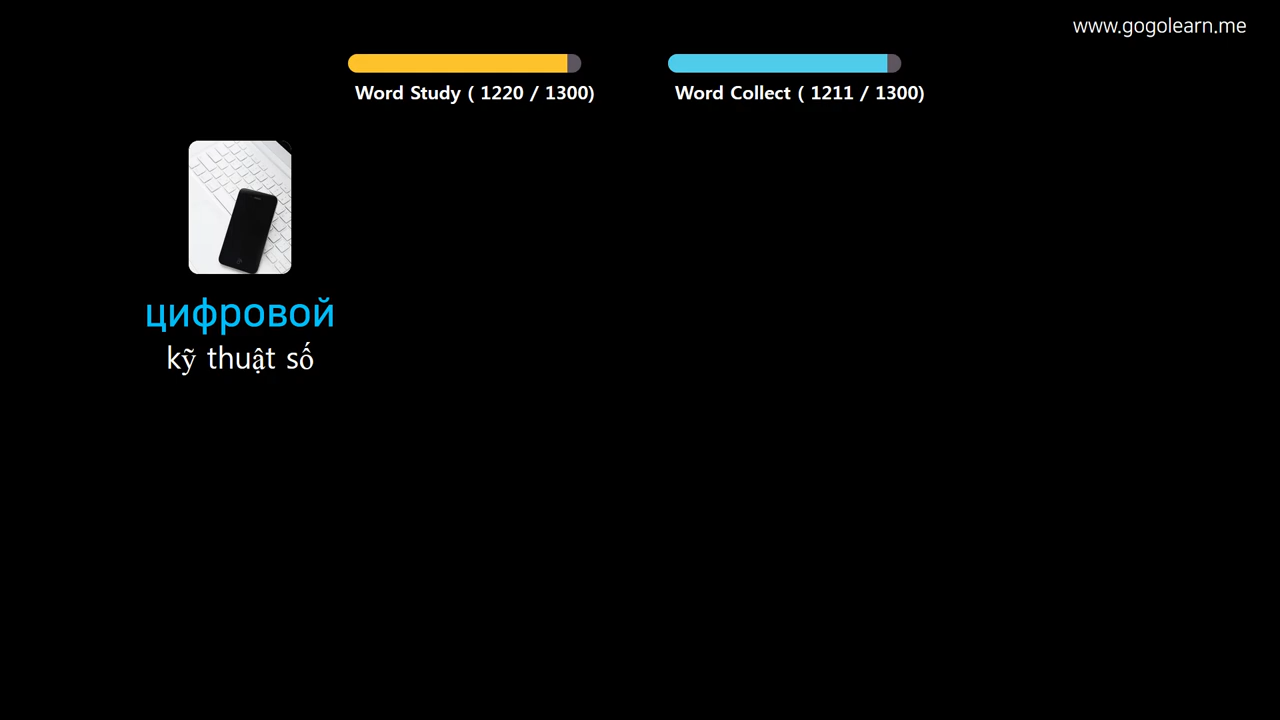 www.gogolearn.me
Word Study ( 1220 / 1300)
Word Collect ( 1211 / 1300)
цифровой
kỹ thuật số